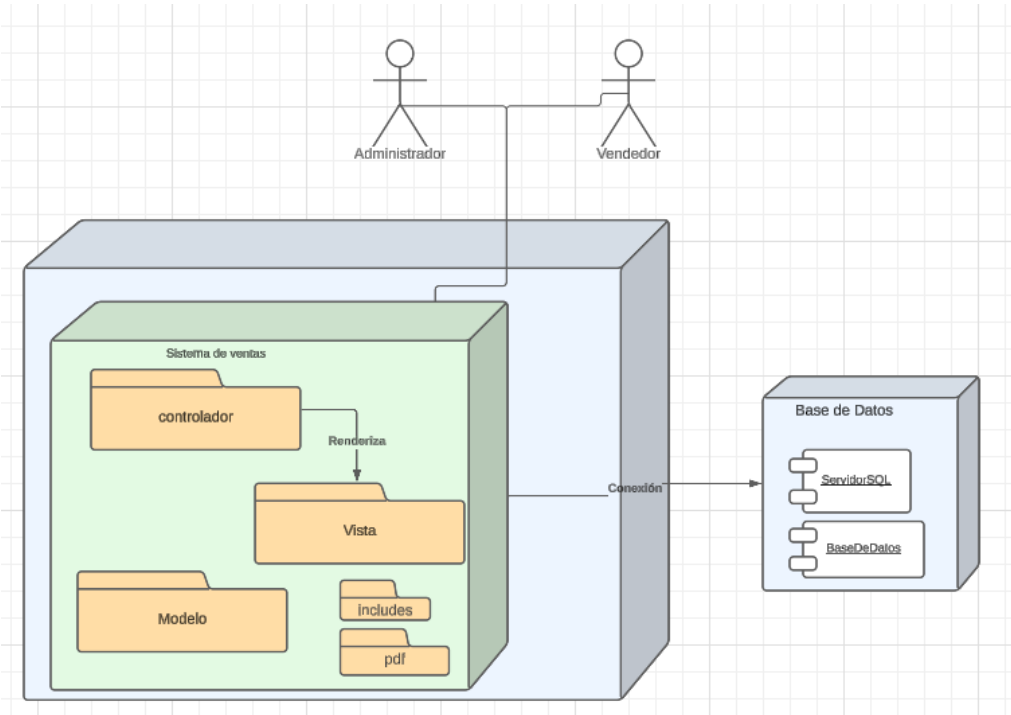 Administrador
Vendedor
Sistema de ventas
controlador
Renderiza
Vista
Modelo
includes
pdf
Conexión
Base de Datos
ServidorSQL
BaseDeDatos